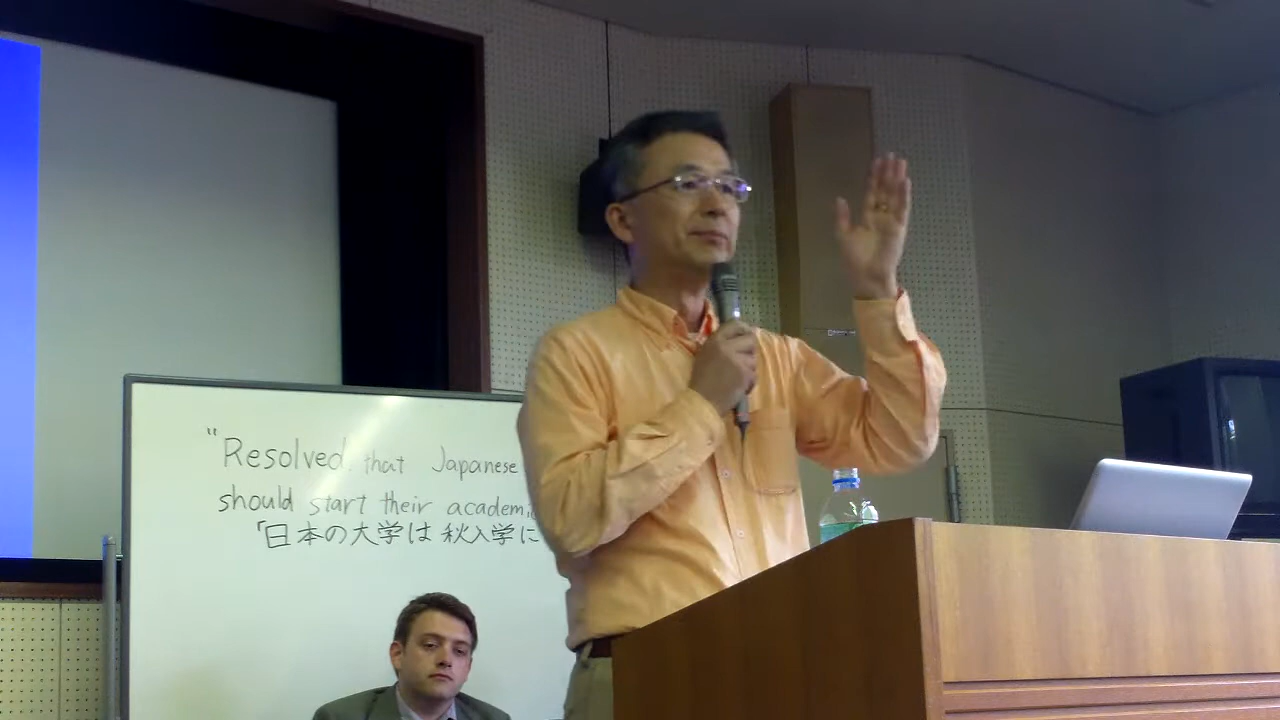 "Resolved, that Japanese
should start their academi
「日本の大学は秋入学に